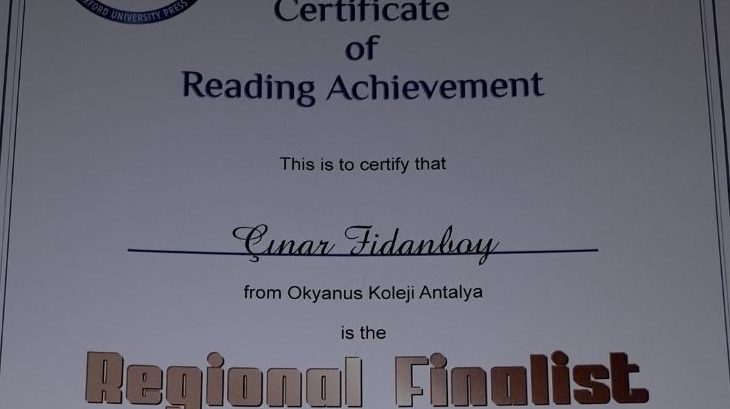 OXFORD UNIVERSITY PRESS
Certificate
of
Reading Achievement
This is to certify that
Çınar Fidanboy
from Okyanus Koleji Antalya
is the
Regional Finalist